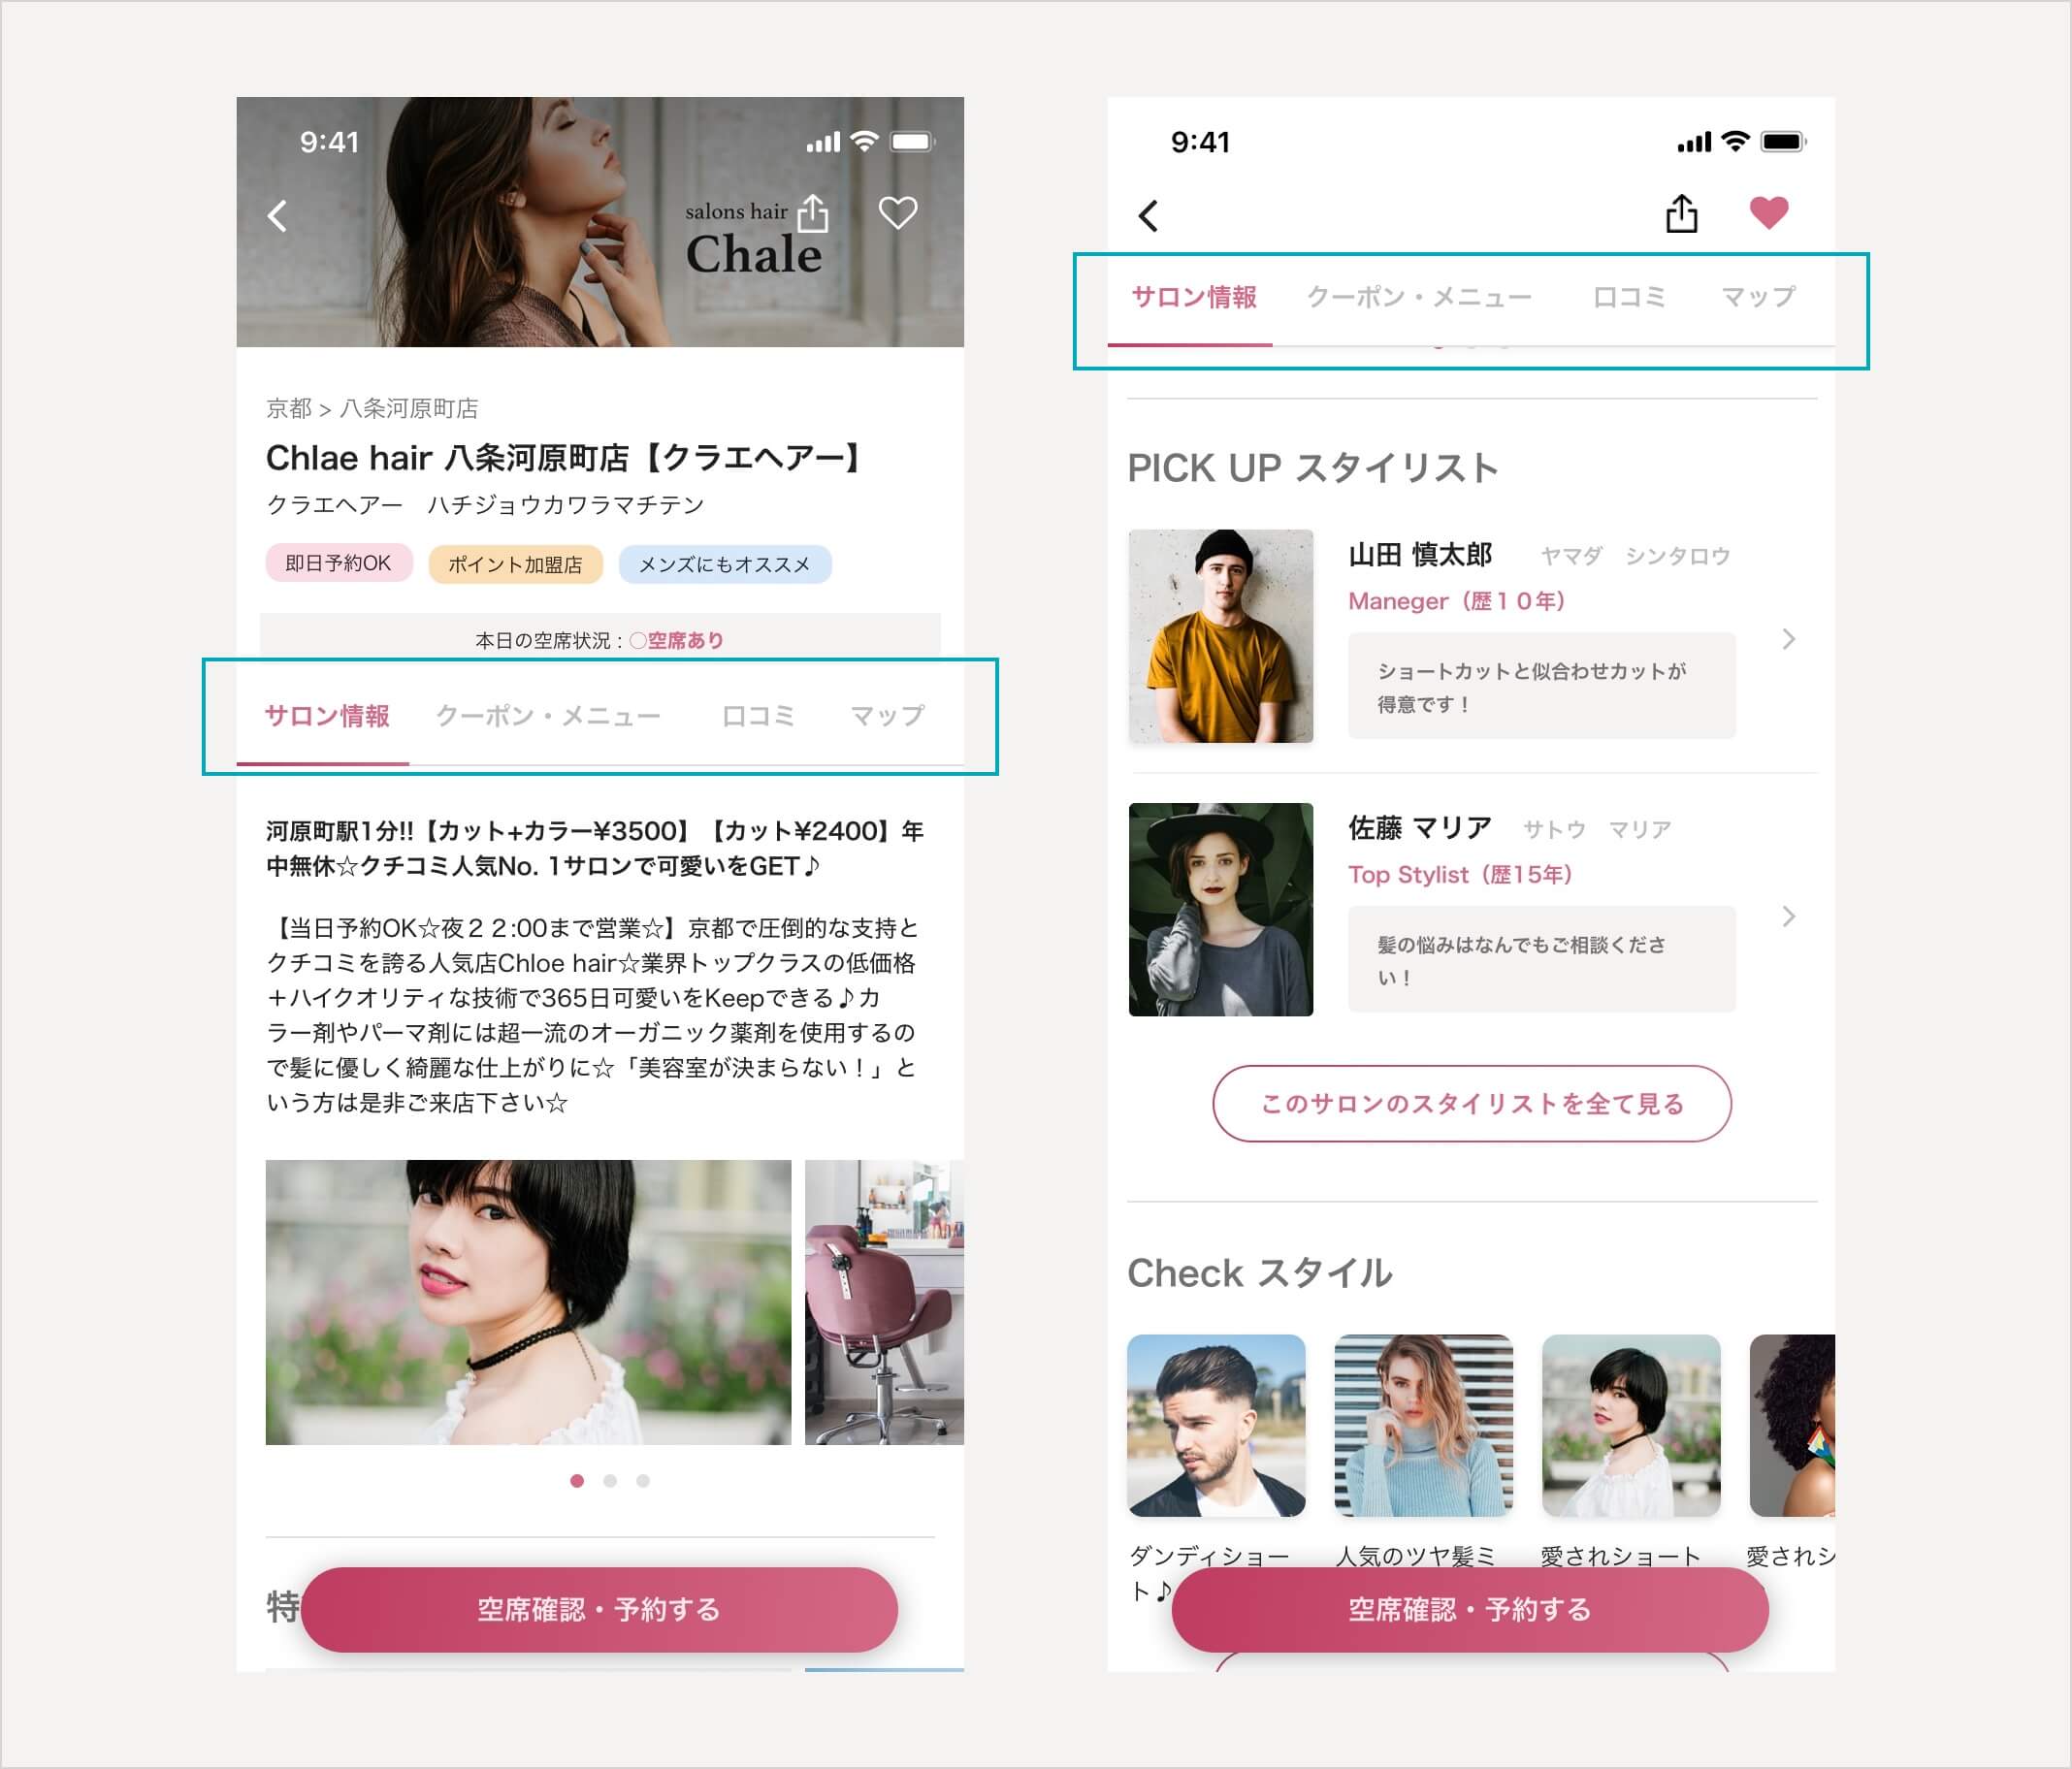 9:41
salons hair
Chale
京都 > 八条河原町店
Chlae hair 八条河原町店【クラエヘアー】
クラエヘアー　ハチジョウカワラマチテン
即日予約OK
ポイント加盟店
メンズにもオススメ
本日の空席状況：○空席あり
サロン情報
クーポン・メニュー
口コミ
マップ
河原町駅1分!!【カット+カラー¥3500】【カット¥2400】年
中無休☆クチコミ人気No. 1サロンで可愛いをGET♪
【当日予約OK☆夜２２:00まで営業☆】京都で圧倒的な支持と
クチコミを誇る人気店Chloe hair☆業界トップクラスの低価格
＋ハイクオリティな技術で365日可愛いをKeepできる♪カ
ラー剤やパーマ剤には超一流のオーガニック薬剤を使用するの
で髪に優しく綺麗な仕上がりに☆「美容室が決まらない！」と
いう方は是非ご来店下さい☆
特
空席確認・予約する
9:41
サロン情報
クーポン・メニュー
口コミ
マップ
PICK UP スタイリスト
山田 慎太郎
ヤマダ　シンタロウ
Maneger（歴１０年）
ショートカットと似合わせカットが
得意です！
佐藤 マリア
サトウ　マリア
Top Stylist（歴15年）
髪の悩みはなんでもご相談くださ
い！
このサロンのスタイリストを全て見る
Check スタイル
ダンディショー
ト♪
人気のツヤ髪ミ
愛されショート
愛されシ
空席確認・予約する